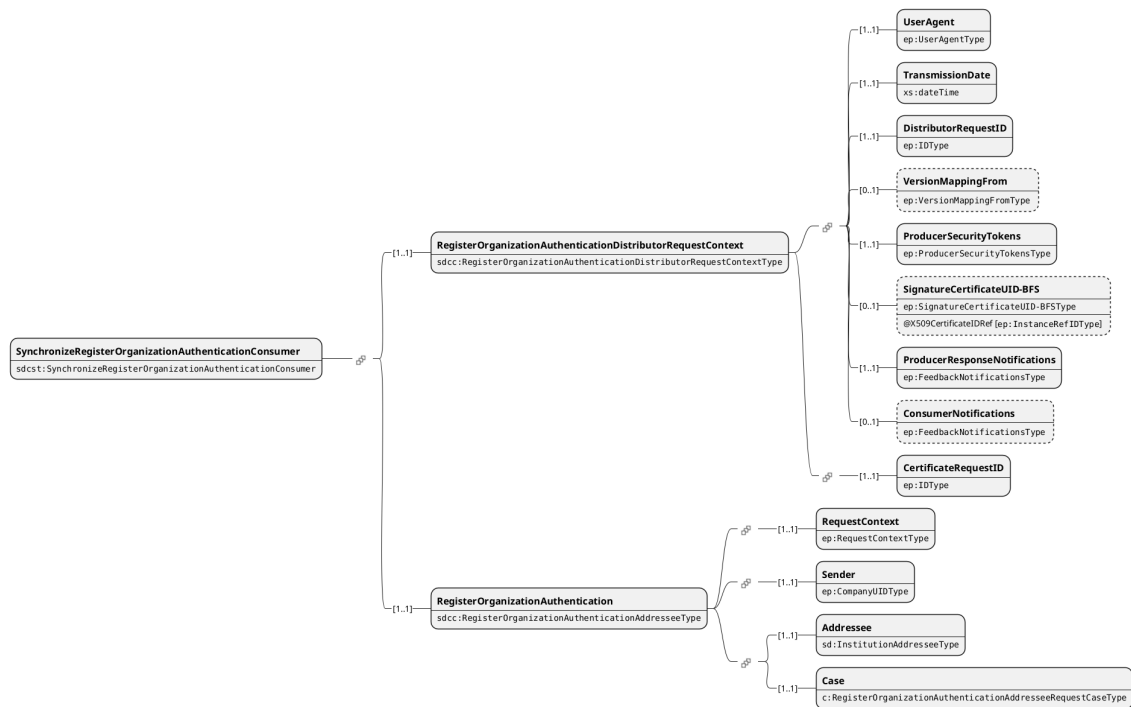 [1..1]
UserAgent
ep:UserAgentType
[1..1]
TransmissionDate
xs:dateTime
[1..1]
DistributorRequestID
ep:IDType
[0..1]
VersionMappingFrom
ep:VersionMappingFromType
[1..1]
ProducerSecurityTokens
ep:ProducerSecurityTokensType
[0..1]
SignatureCertificateUID-BFS
ep:SignatureCertificateUID-BFSType
@X509CertificateIDRef [ep:InstanceRefIDType]
[1..1]
ProducerResponseNotifications
ep:FeedbackNotificationsType
[0..1]
ConsumerNotifications
ep:FeedbackNotificationsType
[1..1]
RegisterOrganizationAuthenticationDistributorRequestContext
sdcc:RegisterOrganizationAuthenticationDistributorRequestContextType
[1..1]
CertificateRequestID
ep:IDType
SynchronizeRegisterOrganizationAuthenticationConsumer
sdcst:SynchronizeRegisterOrganizationAuthenticationConsumer
[1..1]
RegisterOrganizationAuthentication
sdcc:RegisterOrganizationAuthenticationAddresseeType
[1..1]
RequestContext
ep:RequestContextType
[1..1]
Sender
ep:CompanyUIDType
[1..1]
Addressee
sd:InstitutionAddresseeType
[1..1]
Case
c:RegisterOrganizationAuthenticationAddresseeRequestCaseType